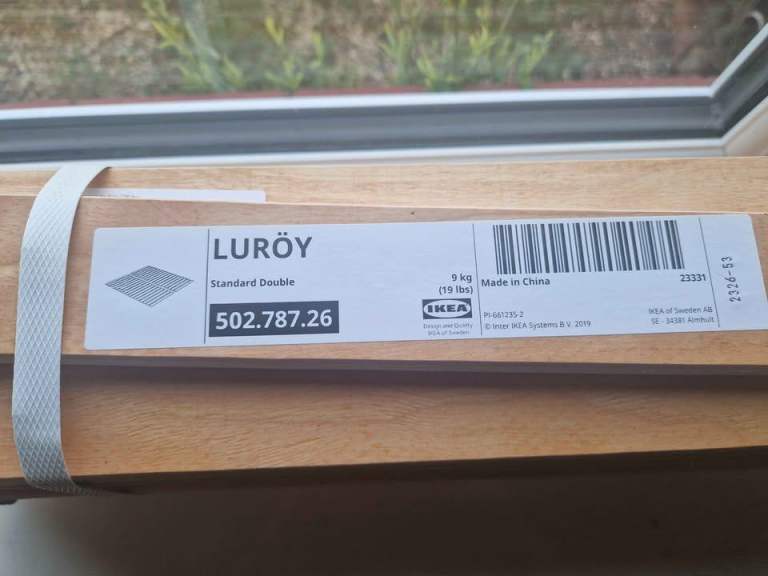 LURÖY
Standard Double
502.787.26
9 kg
(19 lbs)
IKEA
Design and Quality
IKEA of Sweden
Made in China
23331
PI-661235-2
© Inter IKEA Systems B.V. 2019
IKEA of Sweden AB
SE - 34381 Älmhult
2326-53